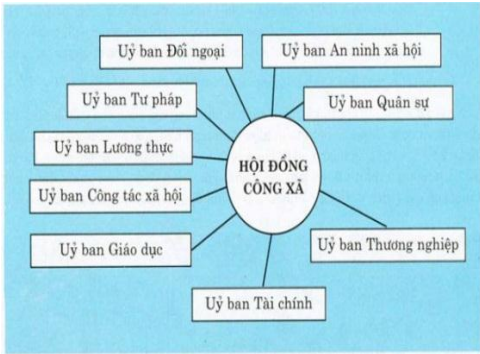 Uỷ ban Đối ngoại
Uỷ ban An ninh xã hội
Uỷ ban Tư pháp
Uỷ ban Quân sự
Uỷ ban Lương thực
HỘI ĐỒNG
CÔNG XÃ
Uỷ ban Công tác xã hội
Uỷ ban Giáo dục
Uỷ ban Thương nghiệp
Uỷ ban Tài chính